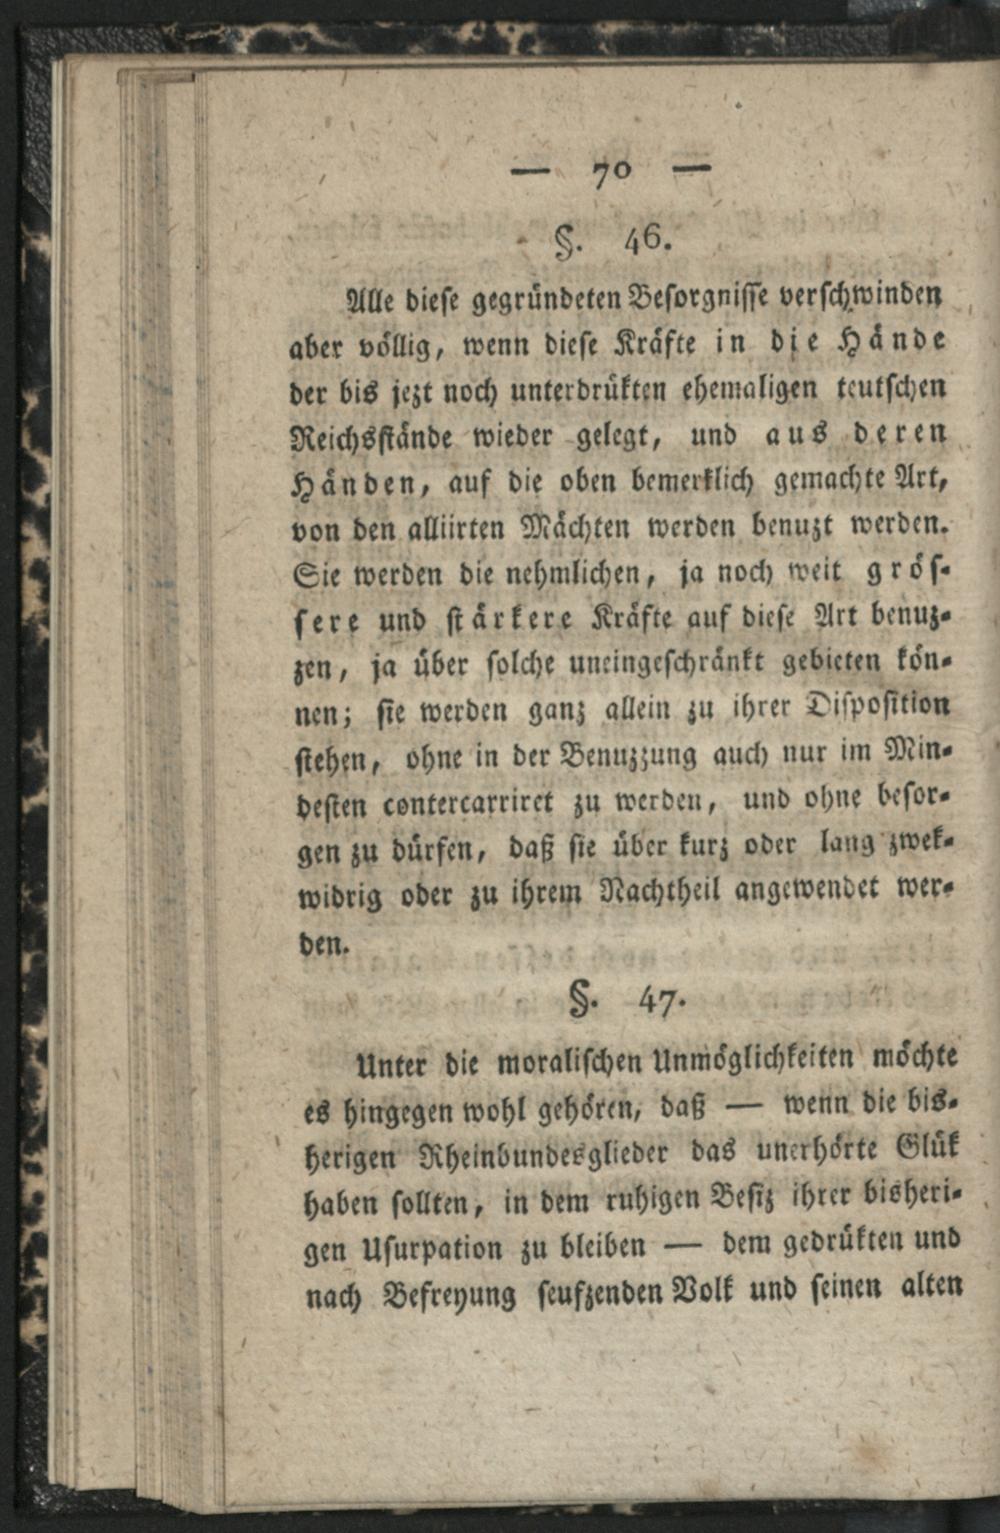 — 70 —
§. 46.
Alle diese gegründeten Besorgnisse verschwinden
aber völlig, wenn diese Kräfte in die Hände
der bis jezt noch unterdrükten ehemaligen teutschen
Reichsstände wieder gelegt, und aus deren
Händen, auf die oben bemerklich gemachte Art,
von den alliirten Mächten werden benuzt werden.
Sie werden die nehmlichen, ja noch weit grös-
sere und stärkere Kräfte auf diese Art benuz-
zen, ja über solche uneingeschränkt gebieten kön-
nen; sie werden ganz allein zu ihrer Disposition
stehen, ohne in der Benuzzung auch nur im Min-
desten contercarriret zu werden, und ohne besor-
gen zu dürfen, daß sie über kurz oder lang zwek-
widrig oder zu ihrem Nachtheil angewendet wer-
den.
§. 47.
Unter die moralischen Unmöglichkeiten möchte
es hingegen wohl gehören, daß — wenn die bis-
herigen Rheinbundesglieder das unerhörte Glük
haben sollten, in dem ruhigen Besiz ihrer bisheri-
gen Usurpation zu bleiben — dem gedrükten und
nach Befreyung seufzenden Volk und seinen alten